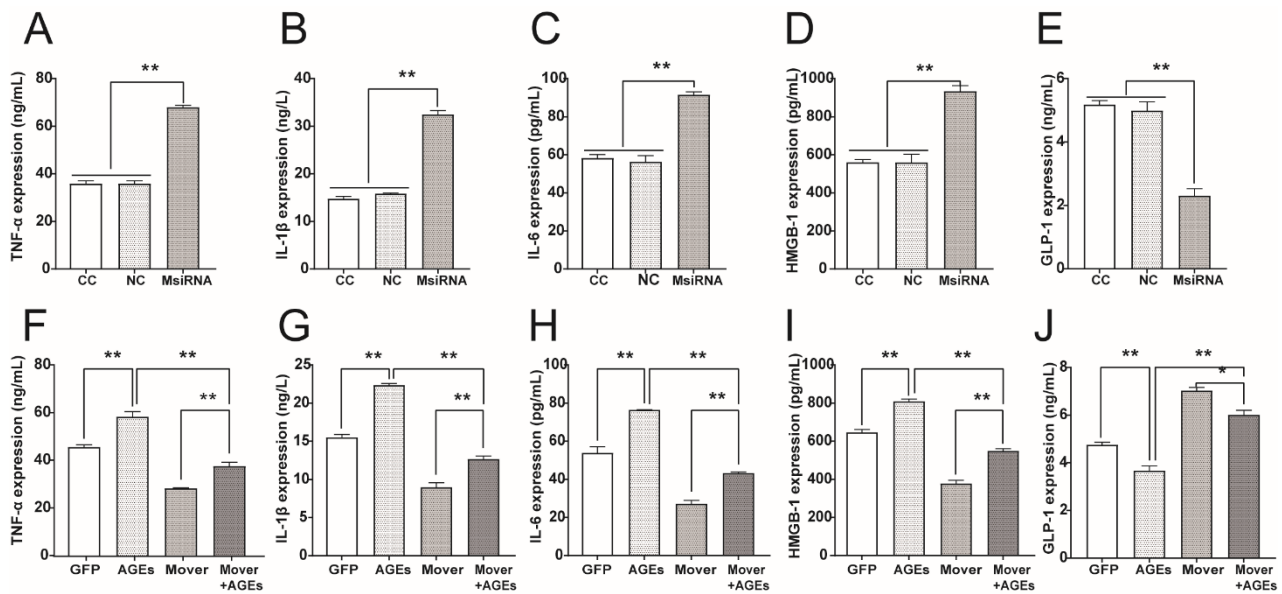 A
TNF-α expression (ng/mL)
80
60
40
20
0
**
CC NC MsiRNA
B
IL-1β expression (ng/L)
40
30
20
10
0
**
CC NC MsiRNA
C
IL-6 expression (pg/mL)
100
80
60
40
20
0
**
CC NC MsiRNA
D
HMGB-1 expression (pg/mL)
1000
800
600
400
200
0
**
CC NC MsiRNA
E
GLP-1 expression (ng/mL)
6
4
2
0
**
CC NC MsiRNA
F
TNF-α expression (ng/mL)
80
60
40
20
0
** **
**
GFP AGEs Mover Mover
+AGEs
G
IL-1β expression (ng/L)
25
20
15
10
5
0
** **
**
GFP AGEs Mover Mover
+AGEs
H
IL-6 expression (pg/mL)
100
80
60
40
20
0
** **
**
GFP AGEs Mover Mover
+AGEs
I
HMGB-1 expression (pg/mL)
1000
800
600
400
200
0
** **
**
GFP AGEs Mover Mover
+AGEs
J
GLP-1 expression (ng/mL)
8
6
4
2
0
** **
*
GFP AGEs Mover Mover
+AGEs